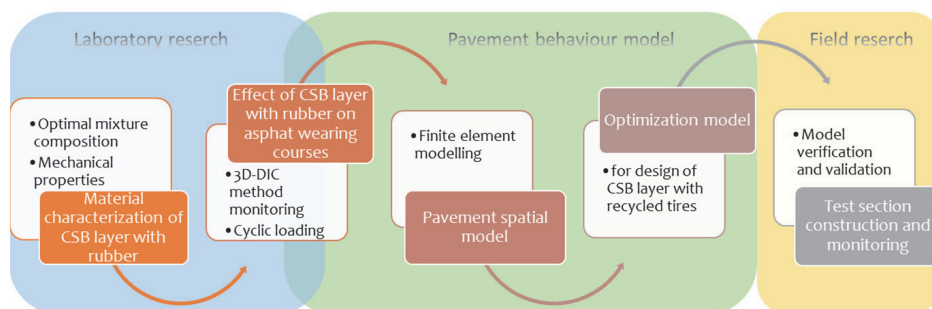 Laboratory reserch
Pavement behaviour model
Field reserch
•Optimal mixture
composition
•Mechanical
properties
Material
characterization of
CSB layer with
rubber
Effect of CSB layer
with rubber on
asphat wearing
courses
•3D-DIC
method
monitoring
•Cyclic loading
•Finite element
modelling
Pavement spatial
model
Optimization model
•for design of
CSB layer with
recycled tires
•Model
verification
and validation
Test section
construction and
monitoring